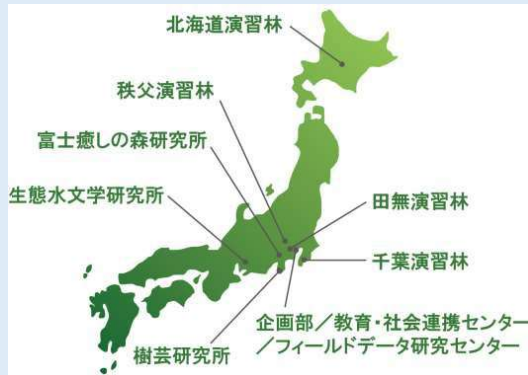 北海道演習林
秩父演習林
富士癒しの森研究所
生態水文学研究所
田無演習林
千葉演習林
企画部／教育・社会連携センター
／フィールドデータ研究センター
樹芸研究所